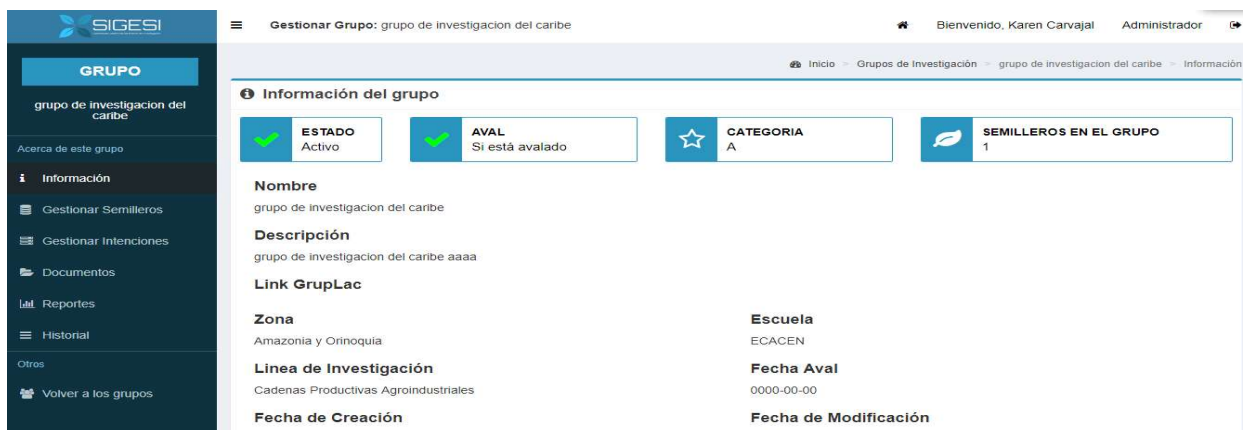 SIGESI
Gestionar Grupo: grupo de investigacion del caribe
Bienvenido, Karen Carvajal
Administrador
GRUPO
grupo de investigacion del
caribe
Acerca de este grupo
Información
Gestionar Semilleros
Gestionar Intenciones
Documentos
Reportes
Historial
Otros
Volver a los grupos
Inicio > Grupos de Investigación > grupo de investigacion del caribe > Información
Información del grupo
ESTADO
Activo
AVAL
Si está avalado
CATEGORIA
A
SEMILLEROS EN EL GRUPO
1
Nombre
grupo de investigacion del caribe
Descripción
grupo de investigacion del caribe aaaa
Link GrupLac
Zona
Amazonia y Orinoquia
Escuela
ECACEN
Linea de Investigación
Cadenas Productivas Agroindustriales
Fecha Aval
0000-00-00
Fecha de Creación
Fecha de Modificación